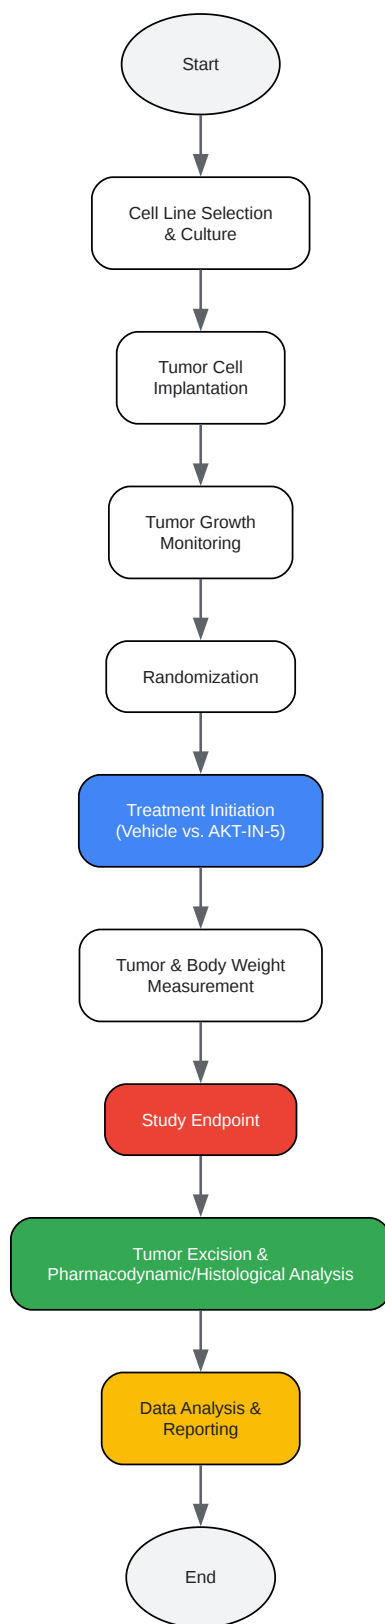 Start
Cell Line Selection
& Culture
Tumor Cell
Implantation
Tumor Growth
Monitoring
Randomization
Treatment Initiation
(Vehicle vs. AKT-IN-5)
Tumor & Body Weight
Measurement
Study Endpoint
Tumor Excision &
Pharmacodynamic/Histological Analysis
Data Analysis &
Reporting
End